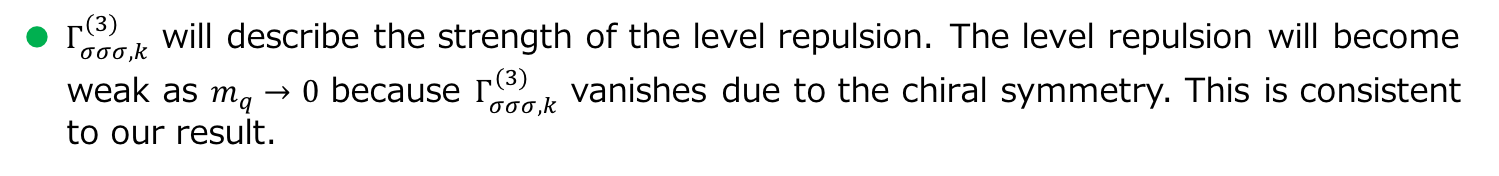 ● Γ^{(3)}_{σσσ,k} will describe the strength of the level repulsion. The level repulsion will become
weak as m_q → 0 because Γ^{(3)}_{σσσ,k} vanishes due to the chiral symmetry. This is consistent
to our result.